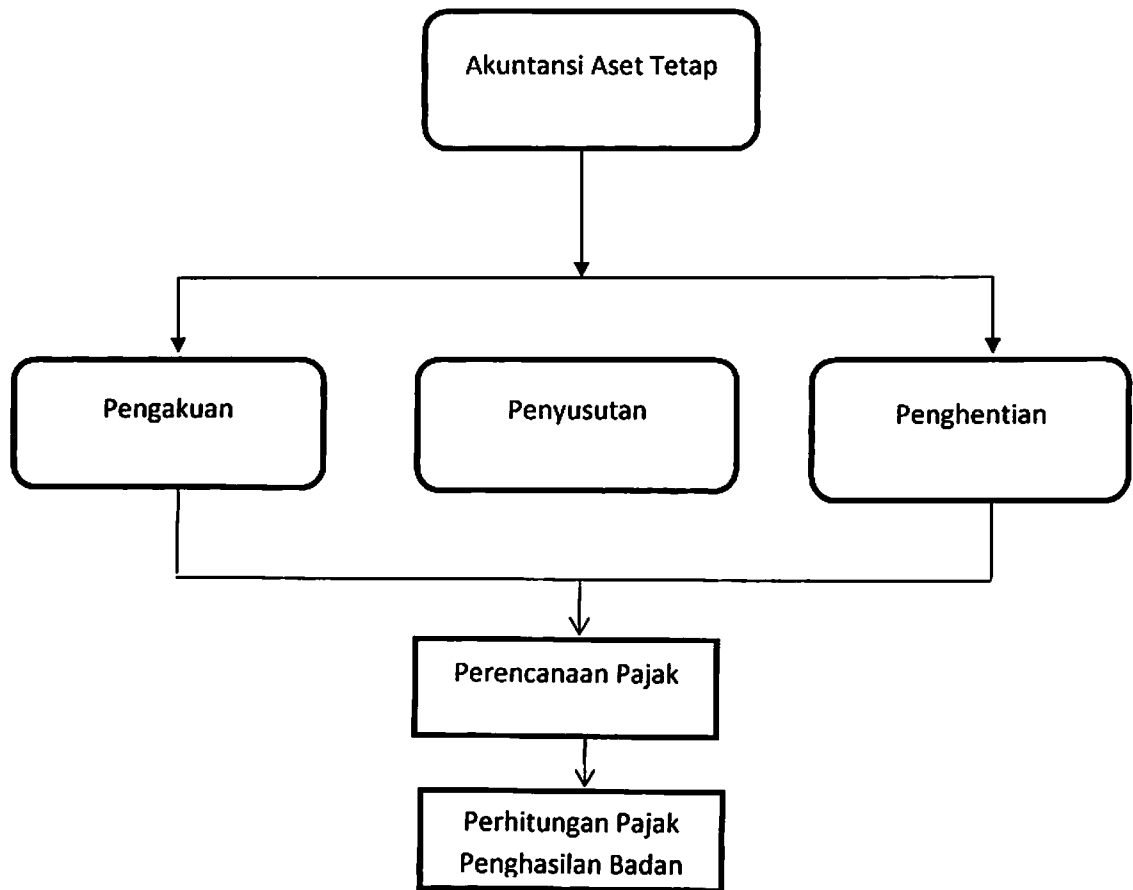 Akuntansi Aset Tetap
Pengakuan
Penyusutan
Penghentian
Perencanaan Pajak
Perhitungan Pajak
Penghasilan Badan